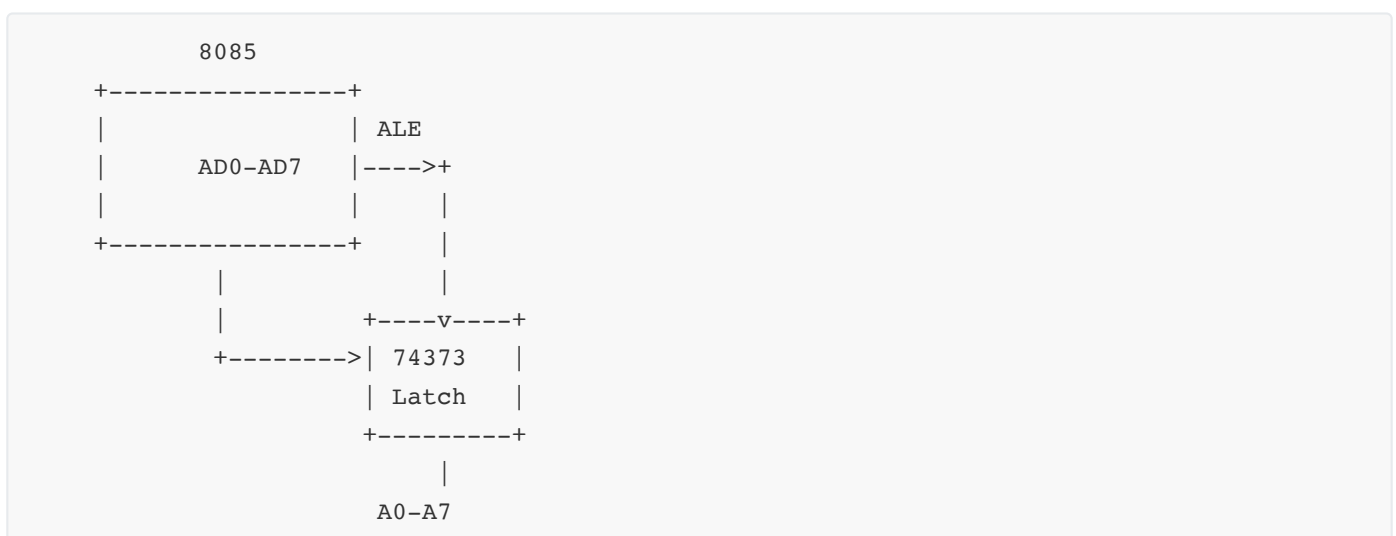 8085
+----------------+
|                | ALE
|      AD0-AD7   |---->+
|                |     |
+----------------+     |
        |              |
        |         +----v----+
        +-------->| 74373   |
                  | Latch   |
                  +---------+
                       |
                   A0-A7